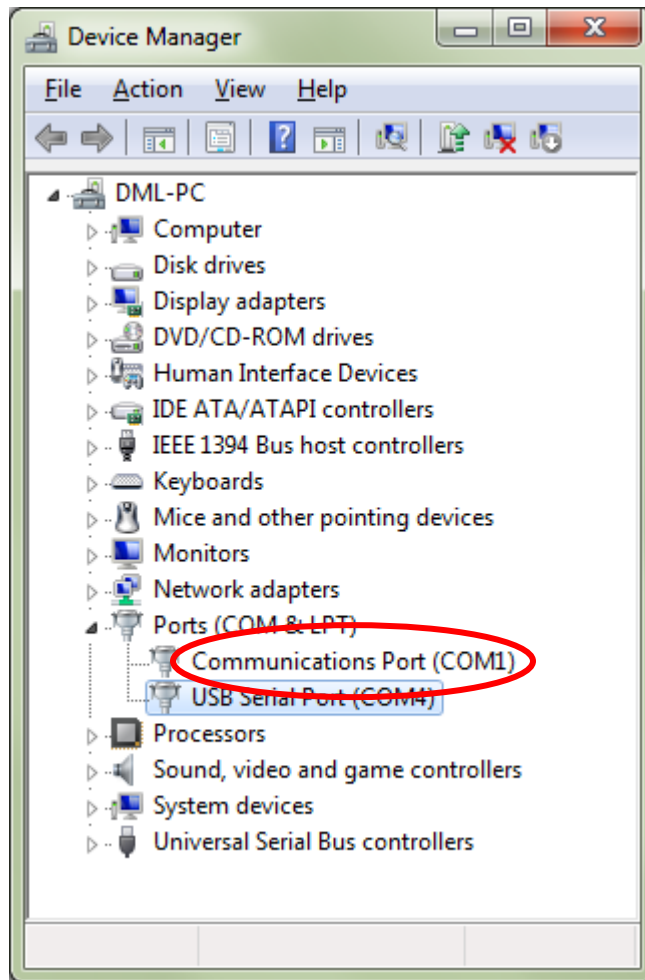 Device Manager
File Action View Help
DML-PC
Computer
Disk drives
Display adapters
DVD/CD-ROM drives
Human Interface Devices
IDE ATA/ATAPI controllers
IEEE 1394 Bus host controllers
Keyboards
Mice and other pointing devices
Monitors
Network adapters
Ports (COM & LPT)
Communications Port (COM1)
USB Serial Port (COM4)
Processors
Sound, video and game controllers
System devices
Universal Serial Bus controllers